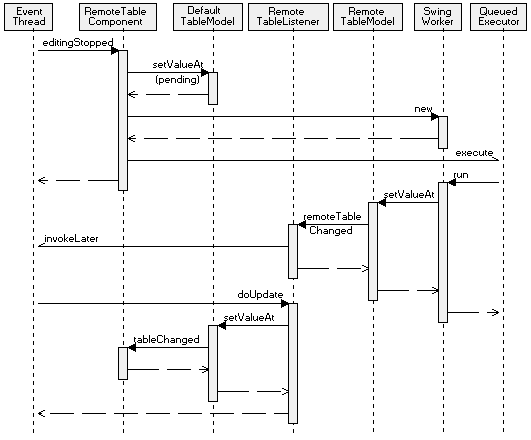 Event
Thread
RemoteTable
Component
Default
TableModel
Remote
TableListener
Remote
TableModel
Swing
Worker
Queued
Executor
editingStopped
setValueAt
(pending)
new
execute
run
setValueAt
remoteTable
Changed
invokeLater
doUpdate
setValueAt
tableChanged